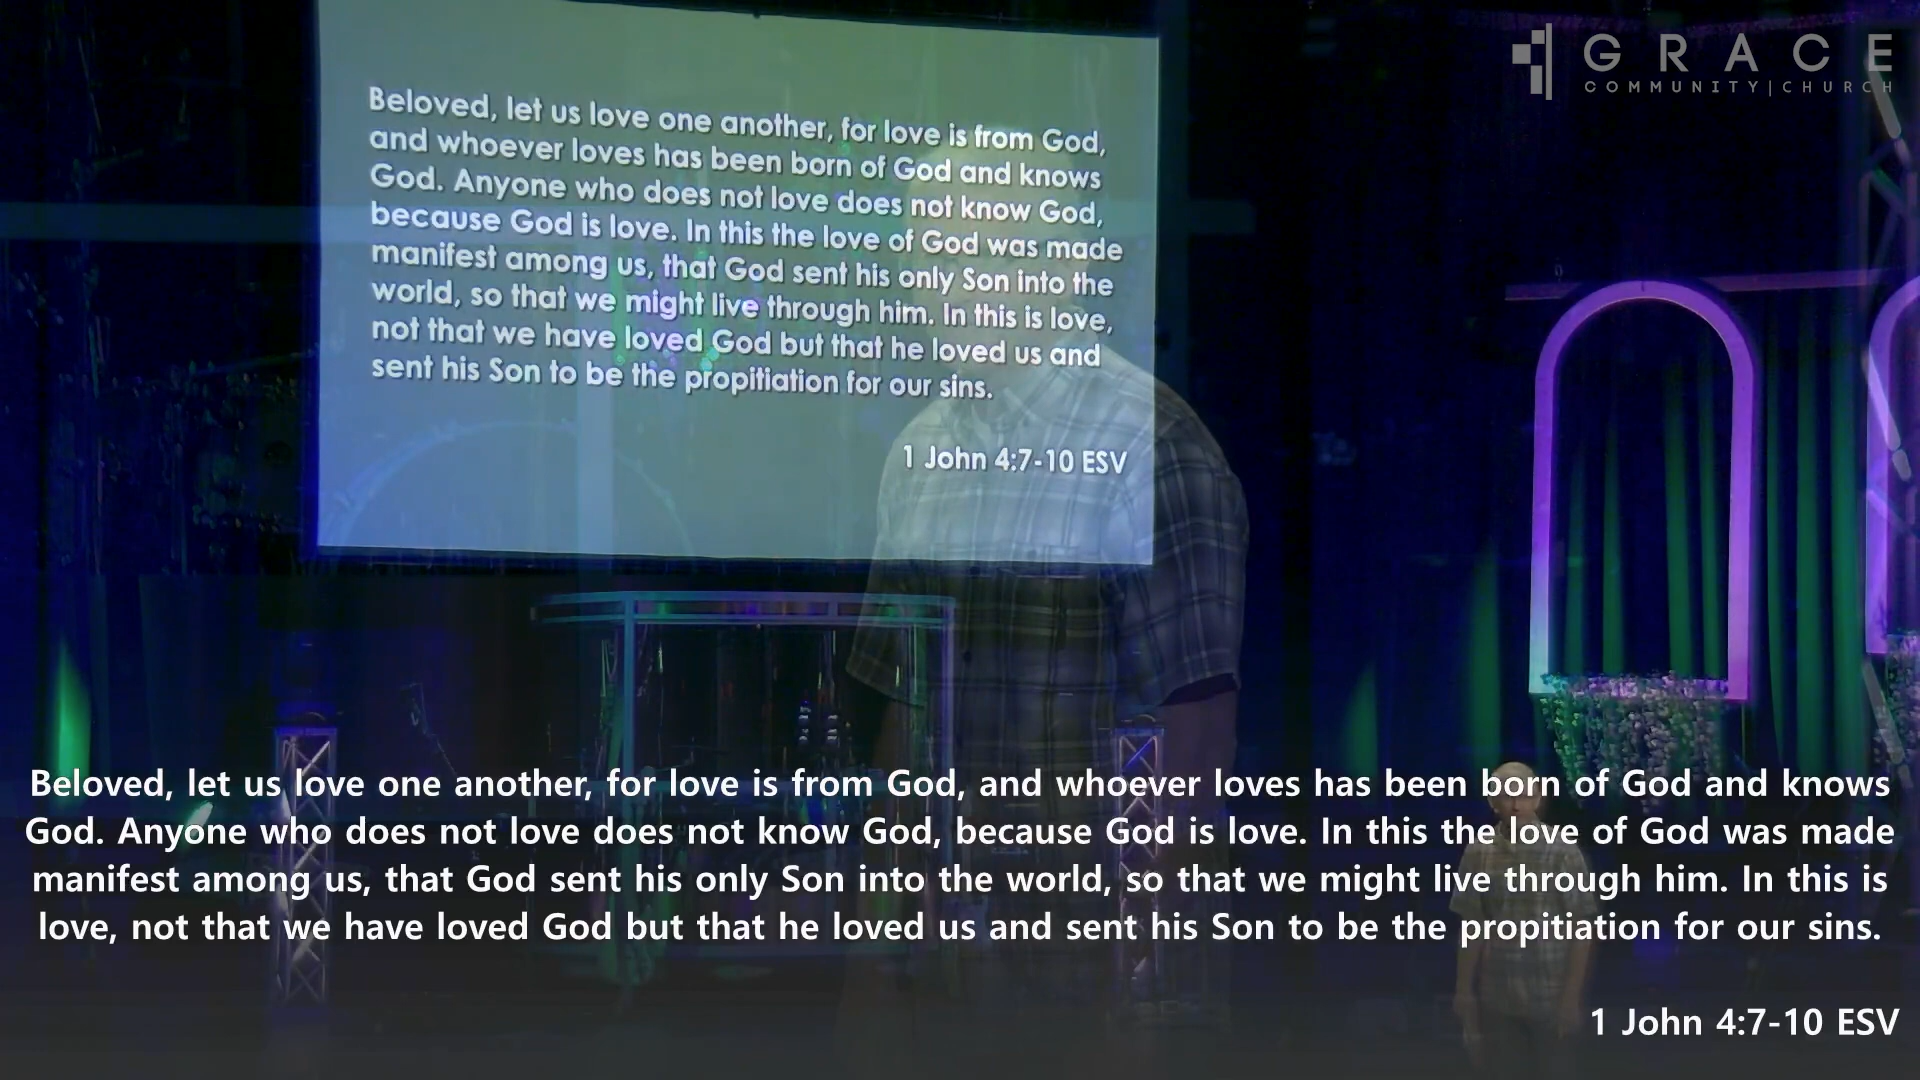 GRACE
COMMUNITY|CHURCH
Beloved, let us love one another, for love is from God,
and whoever loves has been born of God and knows
God. Anyone who does not love does not know God,
because God is love. In this the love of God was made
manifest among us, that God sent his only Son into the
world, so that we might live through him. In this is love,
not that we have loved God but that he loved us and
sent his Son to be the propitiation for our sins.
1 John 4:7-10 ESV
Beloved, let us love one another, for love is from God, and whoever loves has been born of God and knows
God. Anyone who does not love does not know God, because God is love. In this the love of God was made
manifest among us, that God sent his only Son into the world, so that we might live through him. In this is
love, not that we have loved God but that he loved us and sent his Son to be the propitiation for our sins.
1 John 4:7-10 ESV